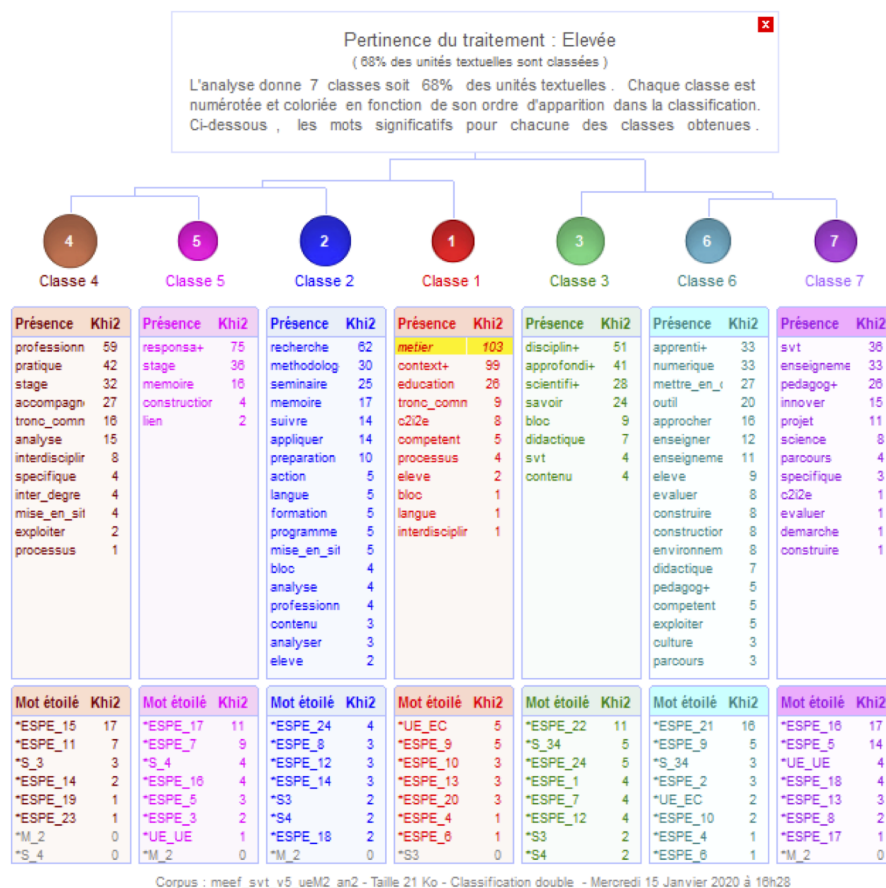 x
Pertinence du traitement : Elevée
( 68% des unités textuelles sont classées )
L'analyse donne 7 classes soit 68% des unités textuelles . Chaque classe est
numérotée et coloriée en fonction de son ordre d'apparition dans la classification.
Ci-dessous , les mots significatifs pour chacune des classes obtenues .
4 5 2 1 3 6 7
Classe 4 Classe 5 Classe 2 Classe 1 Classe 3 Classe 6 Classe 7
Présence Khi2 Présence Khi2 Présence Khi2 Présence Khi2 Présence Khi2 Présence Khi2 Présence Khi2
professionn 59 responsa+ 75 recherche 62 metier 103 disciplin+ 51 apprenti+ 33 svt 36
pratique 42 stage 36 methodolog 30 context+ 99 approfondi+ 41 numerique 33 enseigneme 33
stage 32 memoire 16 seminaire 25 education 26 scientifi+ 28 mettre_en_c 27 pedagog+ 26
accompagn 27 construction 4 memoire 17 tronc_comn 9 savoir 24 outil 20 innover 15
tronc_comn 16 lien 2 suivre 14 c2i2e 8 bloc 9 approcher 16 projet 11
analyse 15 appliquer 14 competent 5 didactique 7 enseigner 12 science 8
interdisciplir 8 preparation 10 processus 4 svt 4 enseigneme 11 parcours 4
specifique 4 action 5 eleve 2 contenu 4 eleve 9 specifique 3
inter_degre 4 langue 5 bloc 1 evaluer 8 c2i2e 1
mise_en_sit 4 formation 5 langue 1 construire 8 evaluer 1
exploiter 2 programme 5 interdisciplir 1 construction 8 demarche 1
processus 1 mise_en_sit 5 environnem 8 construire 1
bloc 4 didactique 7
analyse 4 pedagog+ 5
professionn 4 competent 5
contenu 3 exploiter 5
analyser 3 culture 3
eleve 2 parcours 3
Mot étoilé Khi2 Mot étoilé Khi2 Mot étoilé Khi2 Mot étoilé Khi2 Mot étoilé Khi2 Mot étoilé Khi2 Mot étoilé Khi2
*ESPE_15 17 *ESPE_17 11 *ESPE_24 4 *UE_EC 5 *ESPE_22 11 *ESPE_21 16 *ESPE_16 17
*ESPE_11 7 *ESPE_7 9 *ESPE_8 3 *ESPE_9 5 *S_34 5 *ESPE_9 5 *ESPE_5 14
*S_3 3 *S_4 4 *ESPE_12 3 *ESPE_10 3 *ESPE_24 5 *S_34 3 *UE_UE 4
*ESPE_14 2 *ESPE_16 4 *ESPE_14 3 *ESPE_13 3 *ESPE_1 4 *ESPE_2 3 *ESPE_18 4
*ESPE_19 1 *ESPE_5 3 *S3 2 *ESPE_20 3 *ESPE_7 4 *UE_EC 2 *ESPE_13 3
*ESPE_23 1 *ESPE_3 2 *S4 2 *ESPE_4 1 *ESPE_12 4 *ESPE_10 2 *ESPE_8 2
*M_2 0 *UE_UE 1 *ESPE_18 2 *ESPE_6 1 *S3 2 *ESPE_4 1 *ESPE_17 1
*S_4 0 *M_2 0 *M_2 0 *S3 0 *S4 2 *ESPE_6 1 *M_2 0
Corpus : meef_svt_v5_ueM2_an2 - Taille 21 Ko - Classification double - Mercredi 15 Janvier 2020 à 16h28